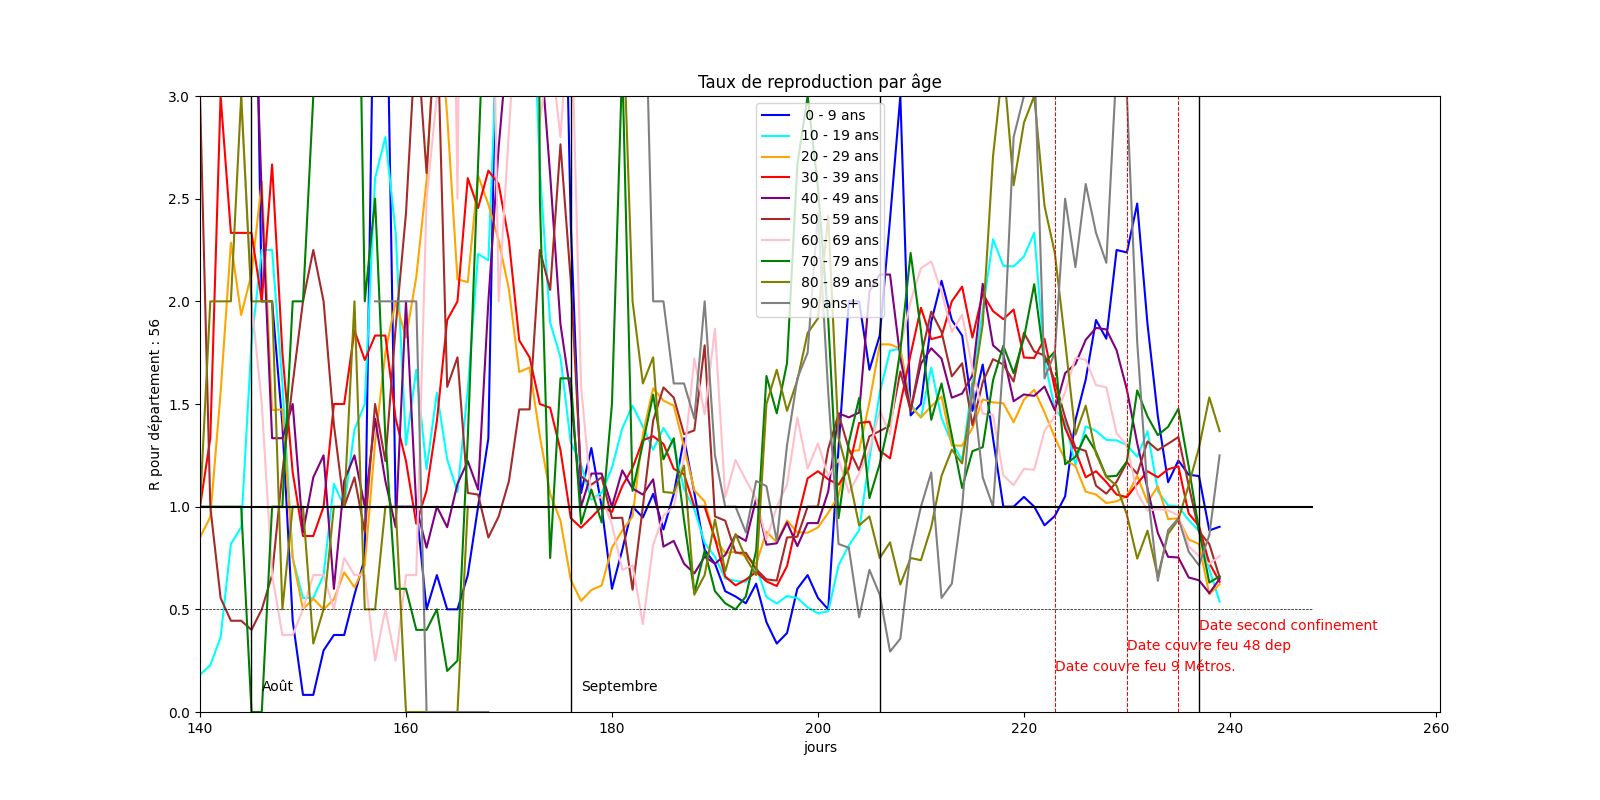 Taux de reproduction par âge
3.0
2.5
2.0
1.5
1.0
0.5
0.0
R pour département : 56
0 - 9 ans
10 - 19 ans
20 - 29 ans
30 - 39 ans
40 - 49 ans
50 - 59 ans
60 - 69 ans
70 - 79 ans
80 - 89 ans
90 ans+
Date second confinement
Date couvre feu 48 dep
Date couvre feu 9 Métros.
Août
Septembre
140 160 180 200 220 240 260
jours